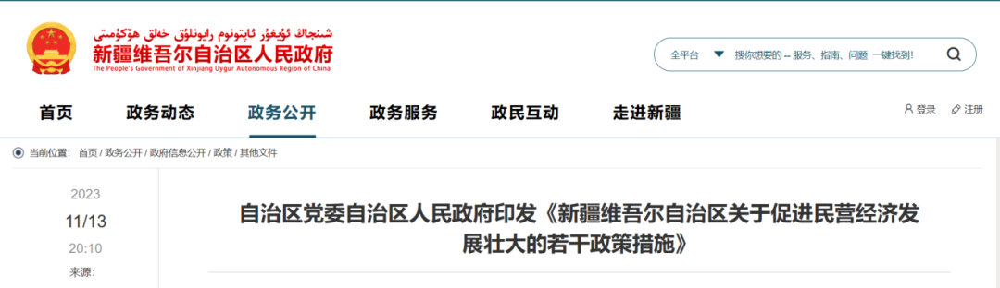 شىنجاڭ ئۇيغۇر ئاپتونوم رايونلۇق خەلق ھۆكۈمىتى
新疆维吾尔自治区人民政府
The People's Government of Xinjiang Uygur Autonomous Region of China
全平台 搜你想要的 -- 服务、指南、问题 一键找到!
首页 政务动态 政务公开 政务服务 政民互动 走进新疆
登录 注册
当前位置: 首页 / 政务公开 / 政府信息公开 / 政策 / 其他文件
2023
11/13
20:10
来源:
自治区党委自治区人民政府印发《新疆维吾尔自治区关于促进民营经济发
展壮大的若干政策措施》